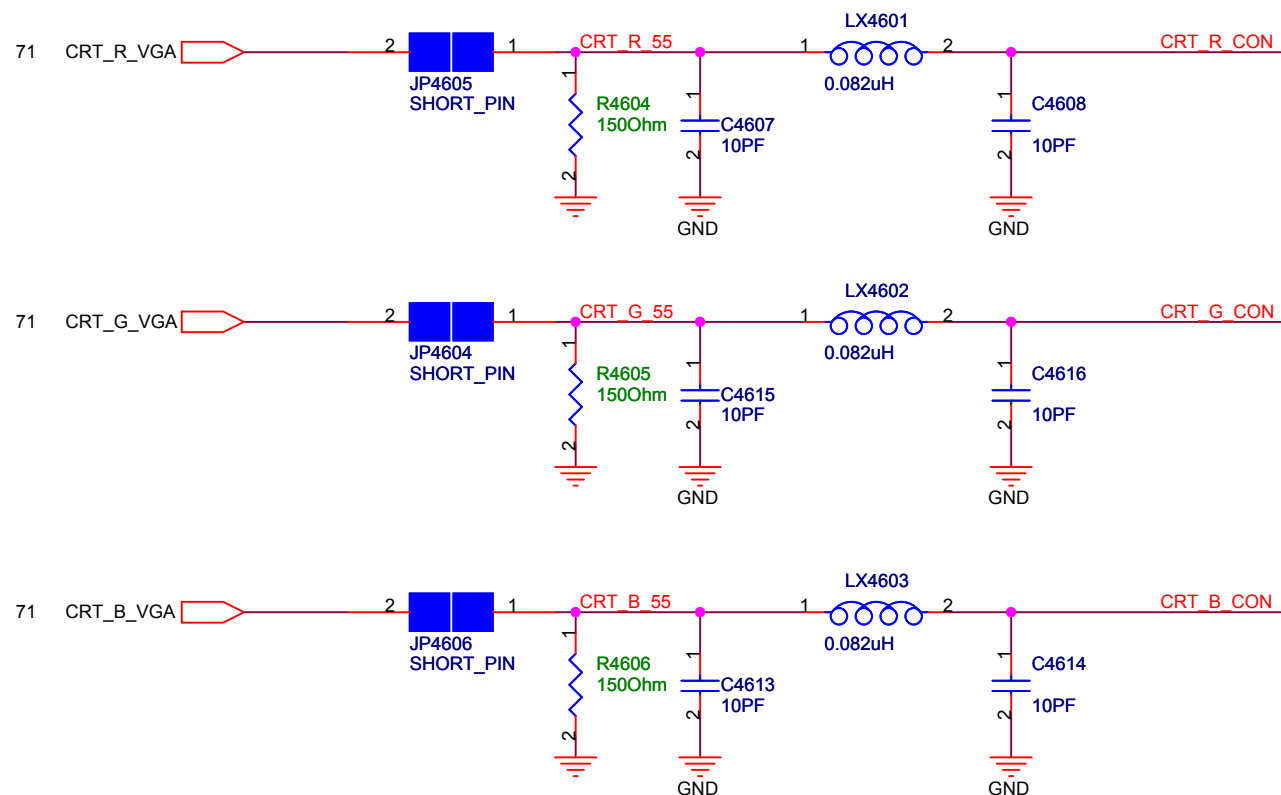 LX4601
71 CRT_R_VGA 2 1 CRT_R_55 1 2 CRT_R_CON
JP4605
SHORT_PIN
0.082uH
1 R4604
150Ohm
2
1 C4607
10PF
2
GND
1 C4608
10PF
2
GND
LX4602
71 CRT_G_VGA 2 1 CRT_G_55 1 2 CRT_G_CON
JP4604
SHORT_PIN
0.082uH
1 R4605
150Ohm
2
1 C4615
10PF
2
GND
1 C4616
10PF
2
GND
LX4603
71 CRT_B_VGA 2 1 CRT_B_55 1 2 CRT_B_CON
JP4606
SHORT_PIN
0.082uH
1 R4606
150Ohm
2
1 C4613
10PF
2
GND
1 C4614
10PF
2
GND